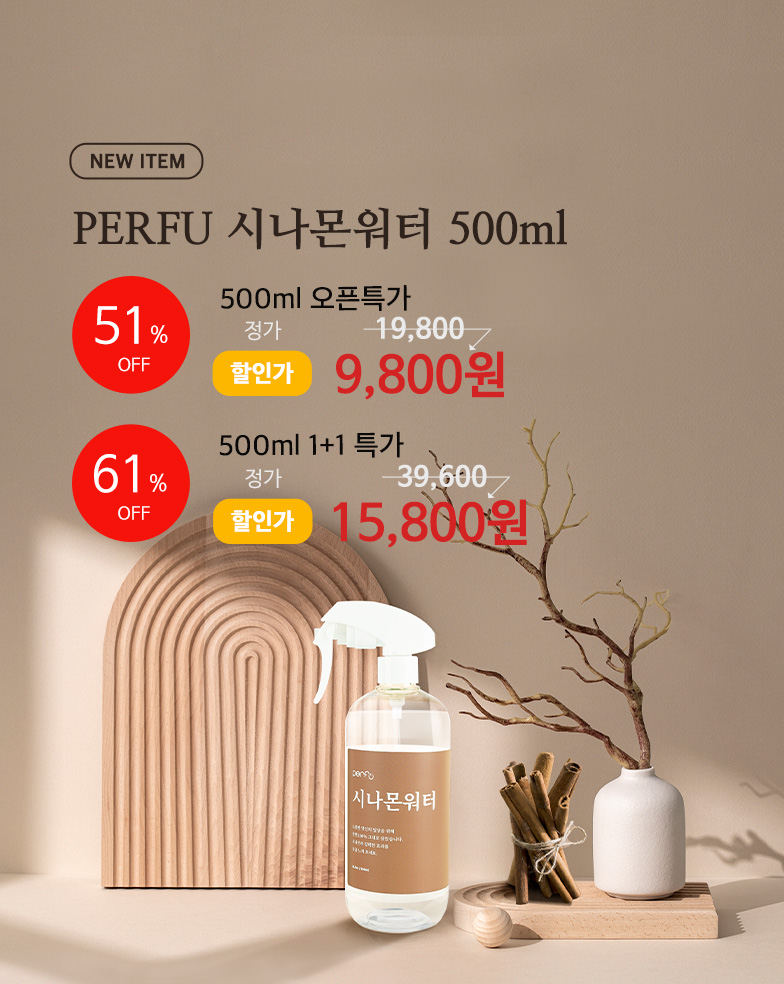 NEW ITEM
PERFU 시나몬워터 500ml
51%
OFF
500ml 오픈특가
정가 19,800
할인가 9,800원
61%
OFF
500ml 1+1 특가
정가 39,600
할인가 15,800원
perfu
시나몬워터